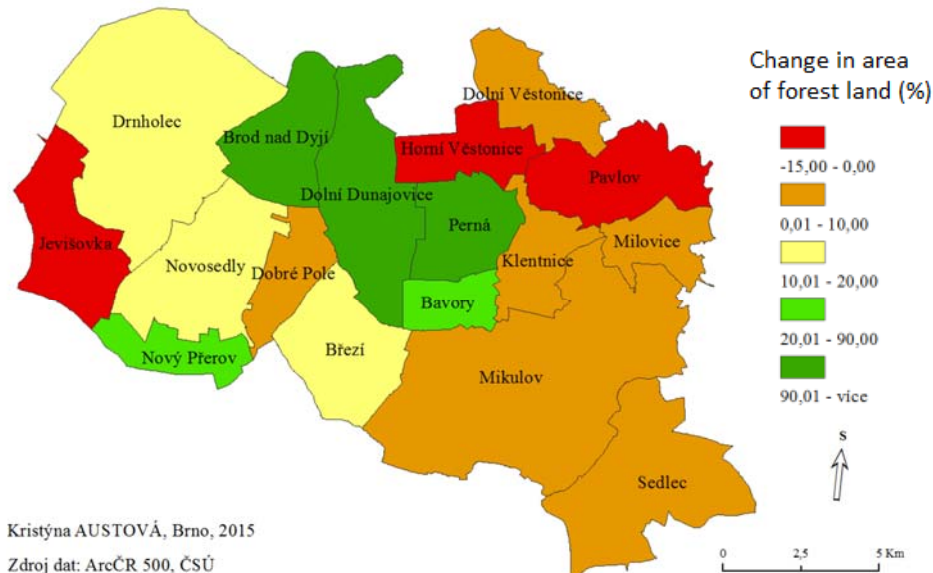 Change in area
of forest land (%)
-15,00 - 0,00
0,01 - 10,00
10,01 - 20,00
20,01 - 90,00
90,01 - více
S
0 2,5 5 Km
Dolní Věstonice
Drnholec
Brod nad Dyjí
Horní Věstonice
Pavlov
Dolní Dunajovice
Perná
Jevišovka
Milovice
Klentnice
Novosedly
Dobré Pole
Bavory
Březí
Nový Přerov
Mikulov
Sedlec
Kristýna AUSTOVÁ, Brno, 2015
Zdroj dat: ArcČR 500, ČSÚ